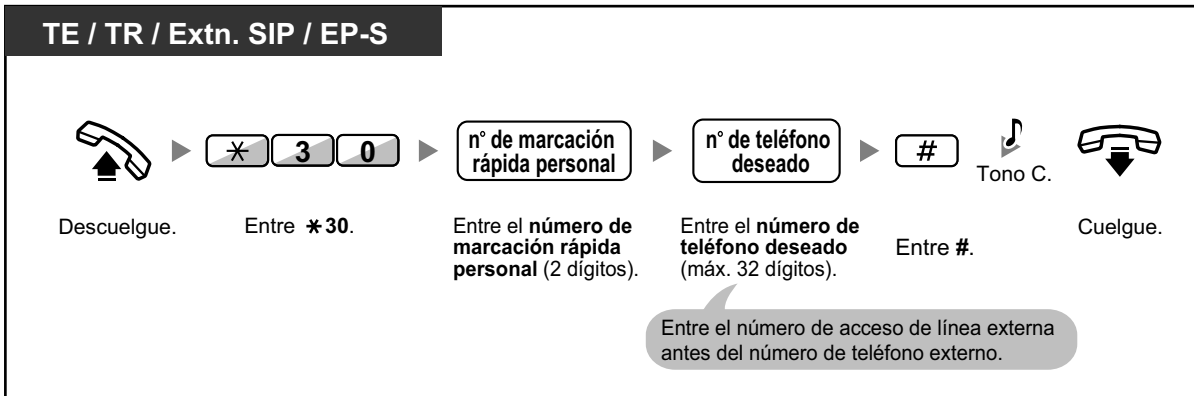 TE / TR / Extn. SIP / EP-S
✳ 3 0
n° de marcación
rápida personal
n° de teléfono
deseado
#
Tono C.
Descuelgue.
Entre ✳30.
Entre el número de
marcación rápida
personal (2 dígitos).
Entre el número de
teléfono deseado
(máx. 32 dígitos).
Entre #.
Cuelgue.
Entre el número de acceso de línea externa
antes del número de teléfono externo.